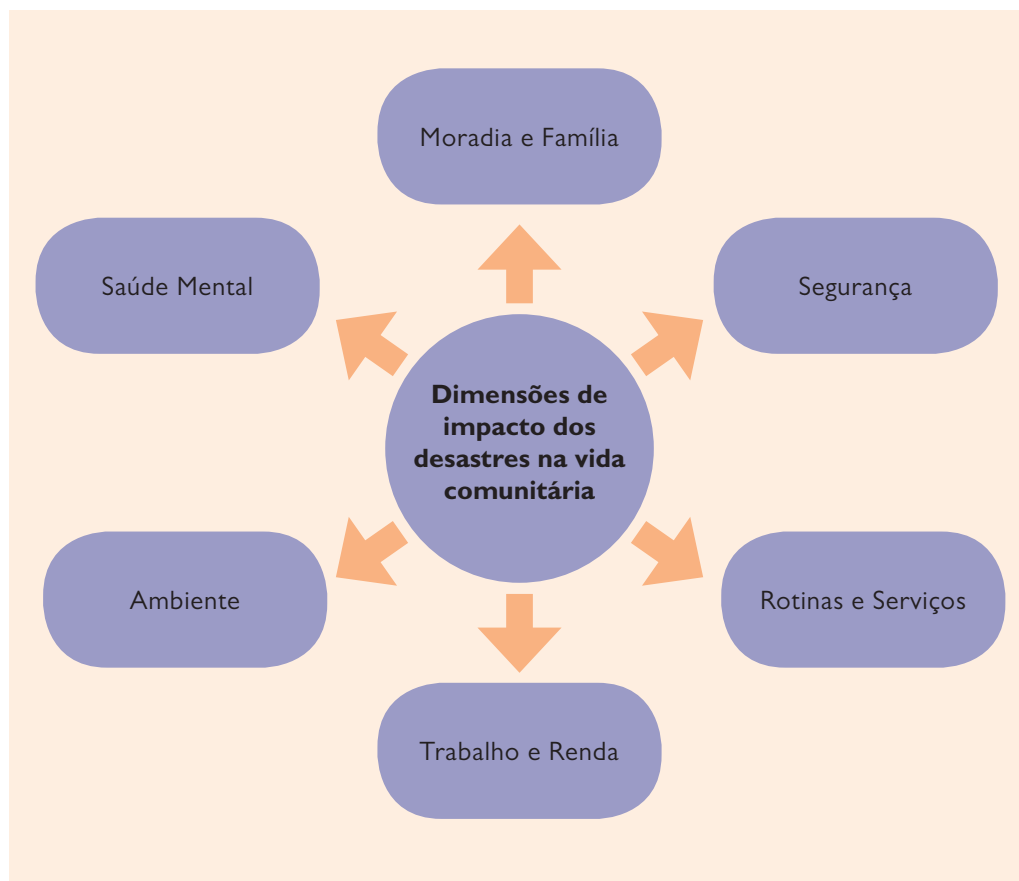 Moradia e Família
Saúde Mental
Segurança
Dimensões de
impacto dos
desastres na vida
comunitária
Ambiente
Rotinas e Serviços
Trabalho e Renda